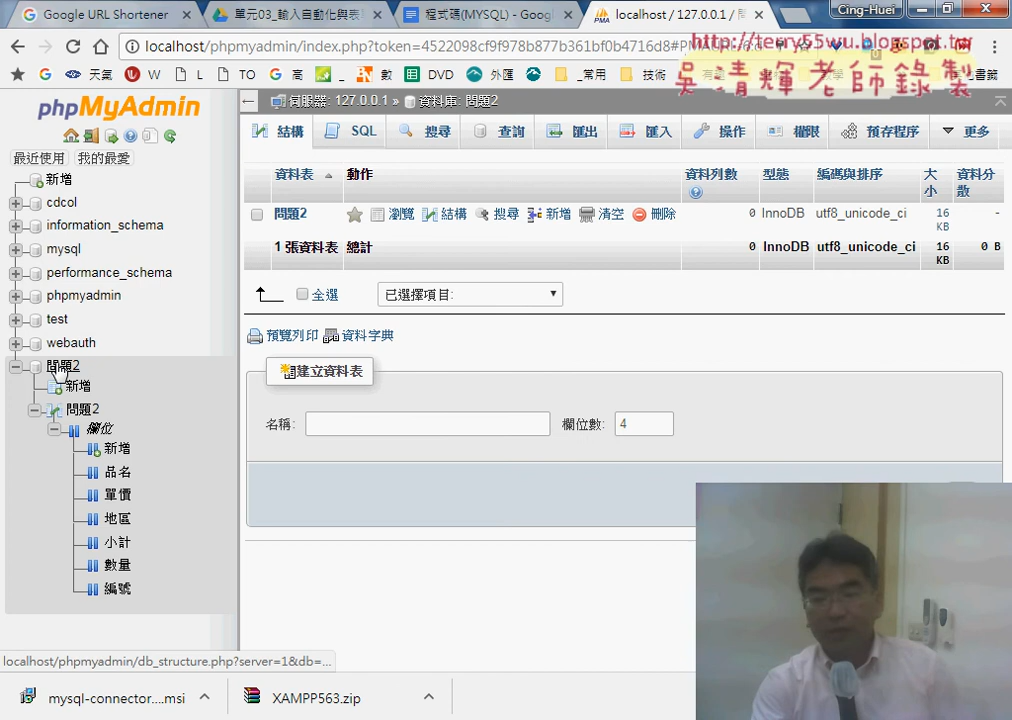 Google URL Shortener
單元03_輸入自動化與表
程式碼(MYSQL) - Goog
localhost / 127.0.0.1 / 問
Cing-Huei
localhost/phpmyadmin/index.php?token=4522098cf9f978b877b361bf0b4716d8#PMAURL
http://terry55wu.blogspot.tw
吳清輝老師錄製
天氣 W L TO 高 數 DVD 外匯 _常用 技術
phpMyAdmin
最近使用 我的最愛
新增
cdcol
information_schema
mysql
performance_schema
phpmyadmin
test
webauth
問題2
新增
問題2
欄位
新增
品名
單價
地區
小計
數量
編號
伺服器: 127.0.0.1 » 資料庫: 問題2
結構 SQL 搜尋 查詢 匯出 匯入 操作 權限 預存程序 更多
資料表 動作 資料列數 型態 編碼與排序 大小 資料分散
問題2 瀏覽 結構 搜尋 新增 清空 刪除 0 InnoDB utf8_unicode_ci 16 KB -
1 張資料表 總計 0 InnoDB utf8_unicode_ci 16 KB 0 B
全選 已選擇項目:
預覽列印 資料字典
建立資料表
名稱: 欄位數: 4
localhost/phpmyadmin/db_structure.php?server=1&db=...
mysql-connector....msi
XAMPP563.zip